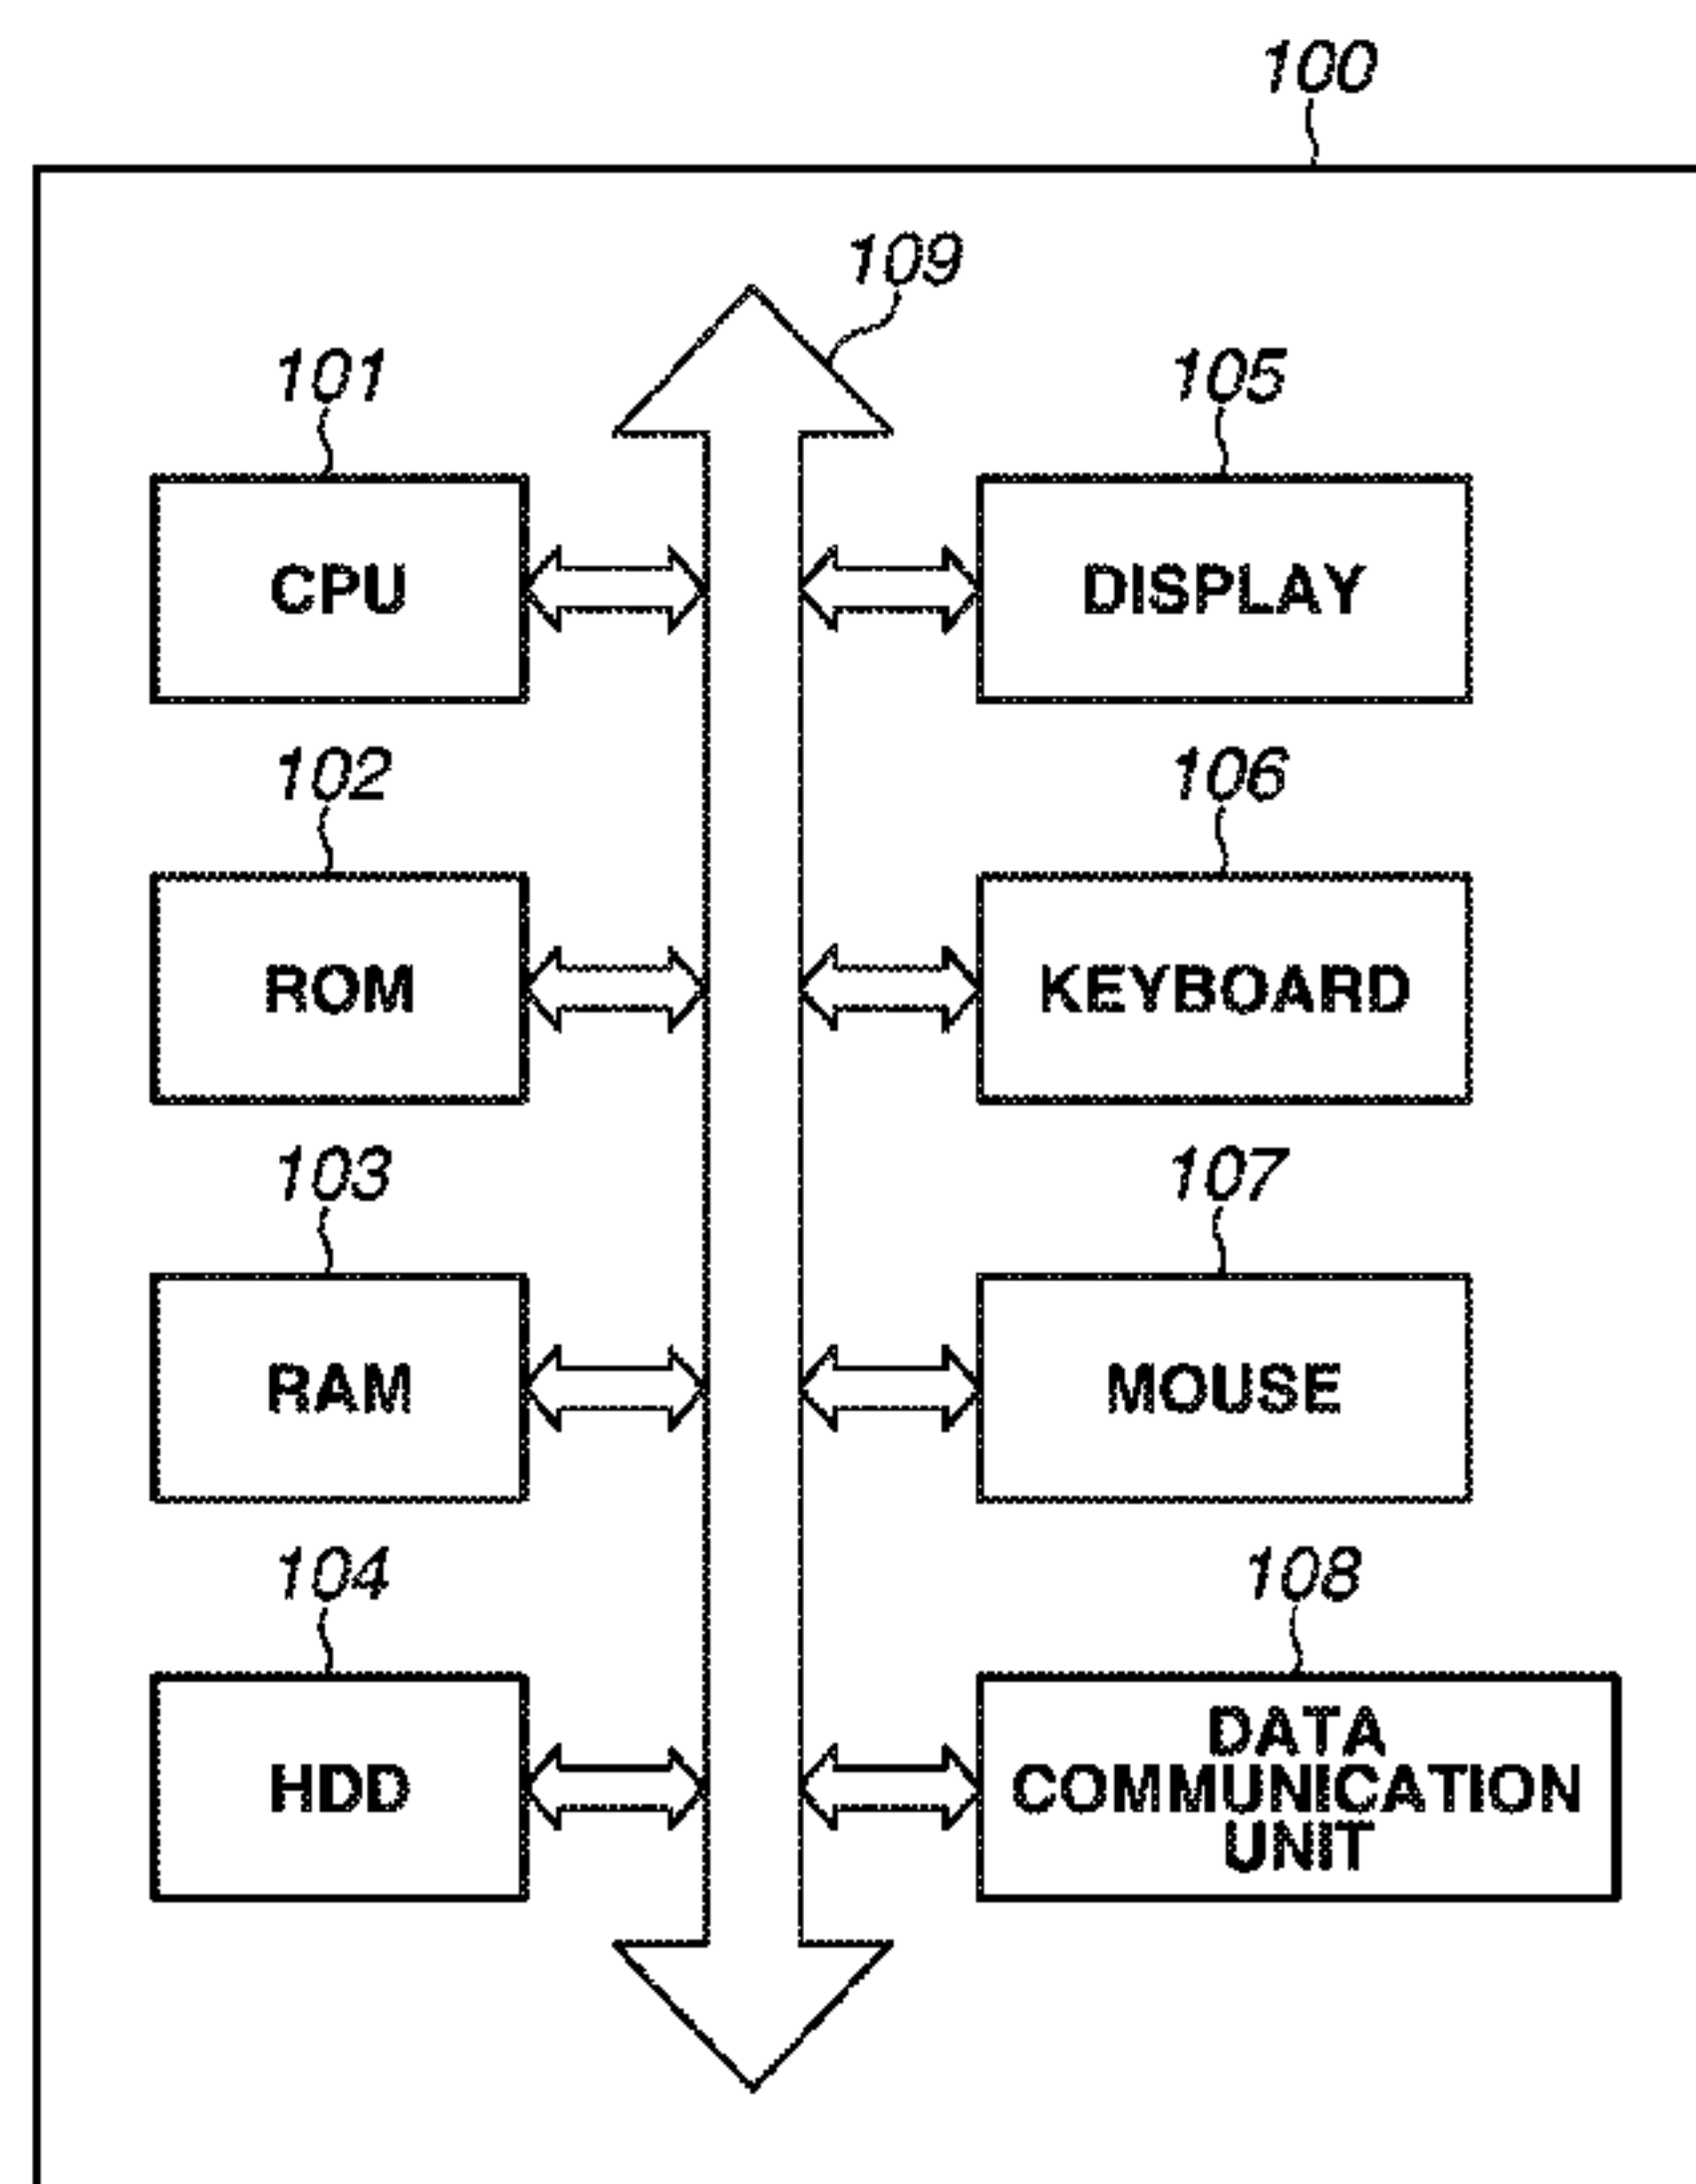 100
109
101
105
CPU
DISPLAY
102
106
ROM
KEYBOARD
103
107
RAM
MOUSE
104
108
HDD
DATA
COMMUNICATION
UNIT